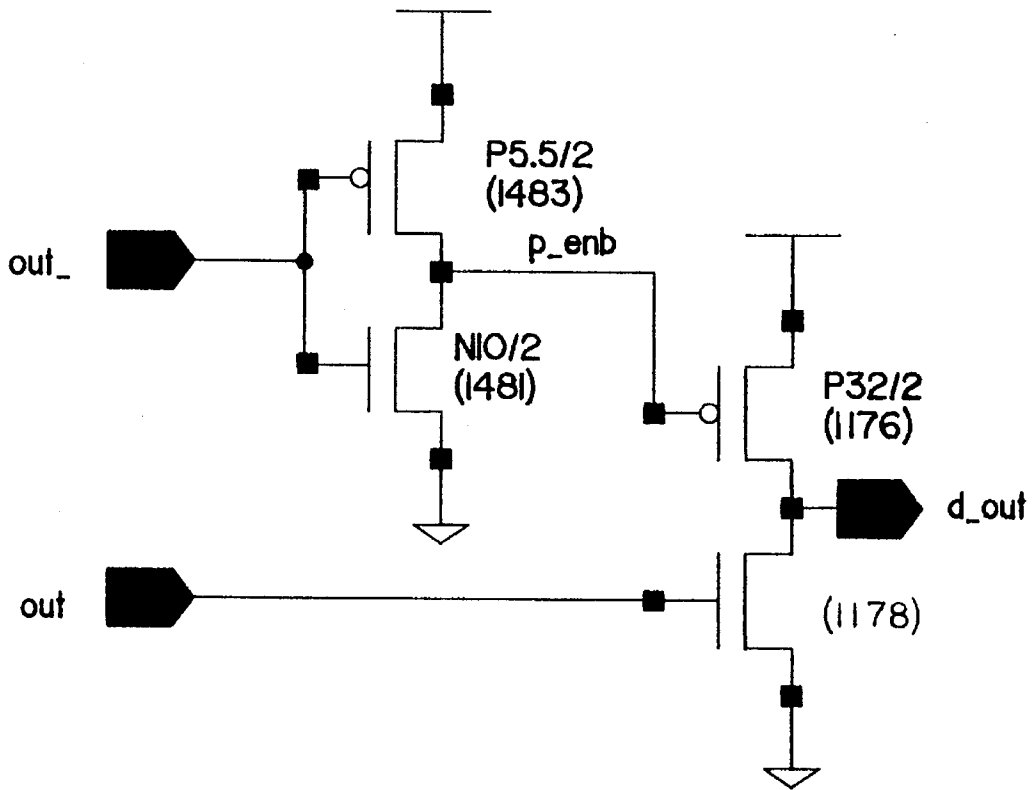 P5.5/2
(1483)
out_
p_enb
N10/2
(1481)
P32/2
(1176)
d_out
out
(1178)